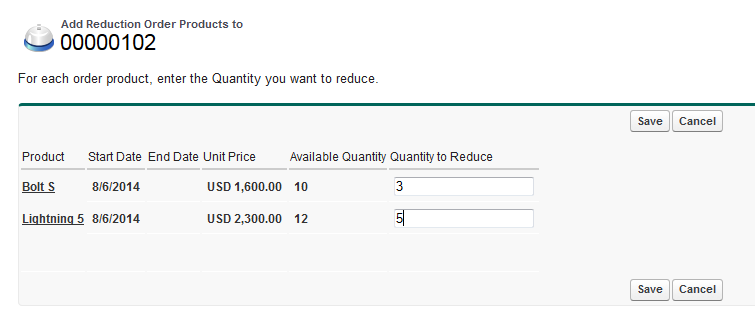 Add Reduction Order Products to
00000102
For each order product, enter the Quantity you want to reduce.
Save Cancel
Product Start Date End Date Unit Price Available Quantity Quantity to Reduce
Bolt S 8/6/2014 USD 1,600.00 10 3
Lightning 5 8/6/2014 USD 2,300.00 12 5
Save Cancel